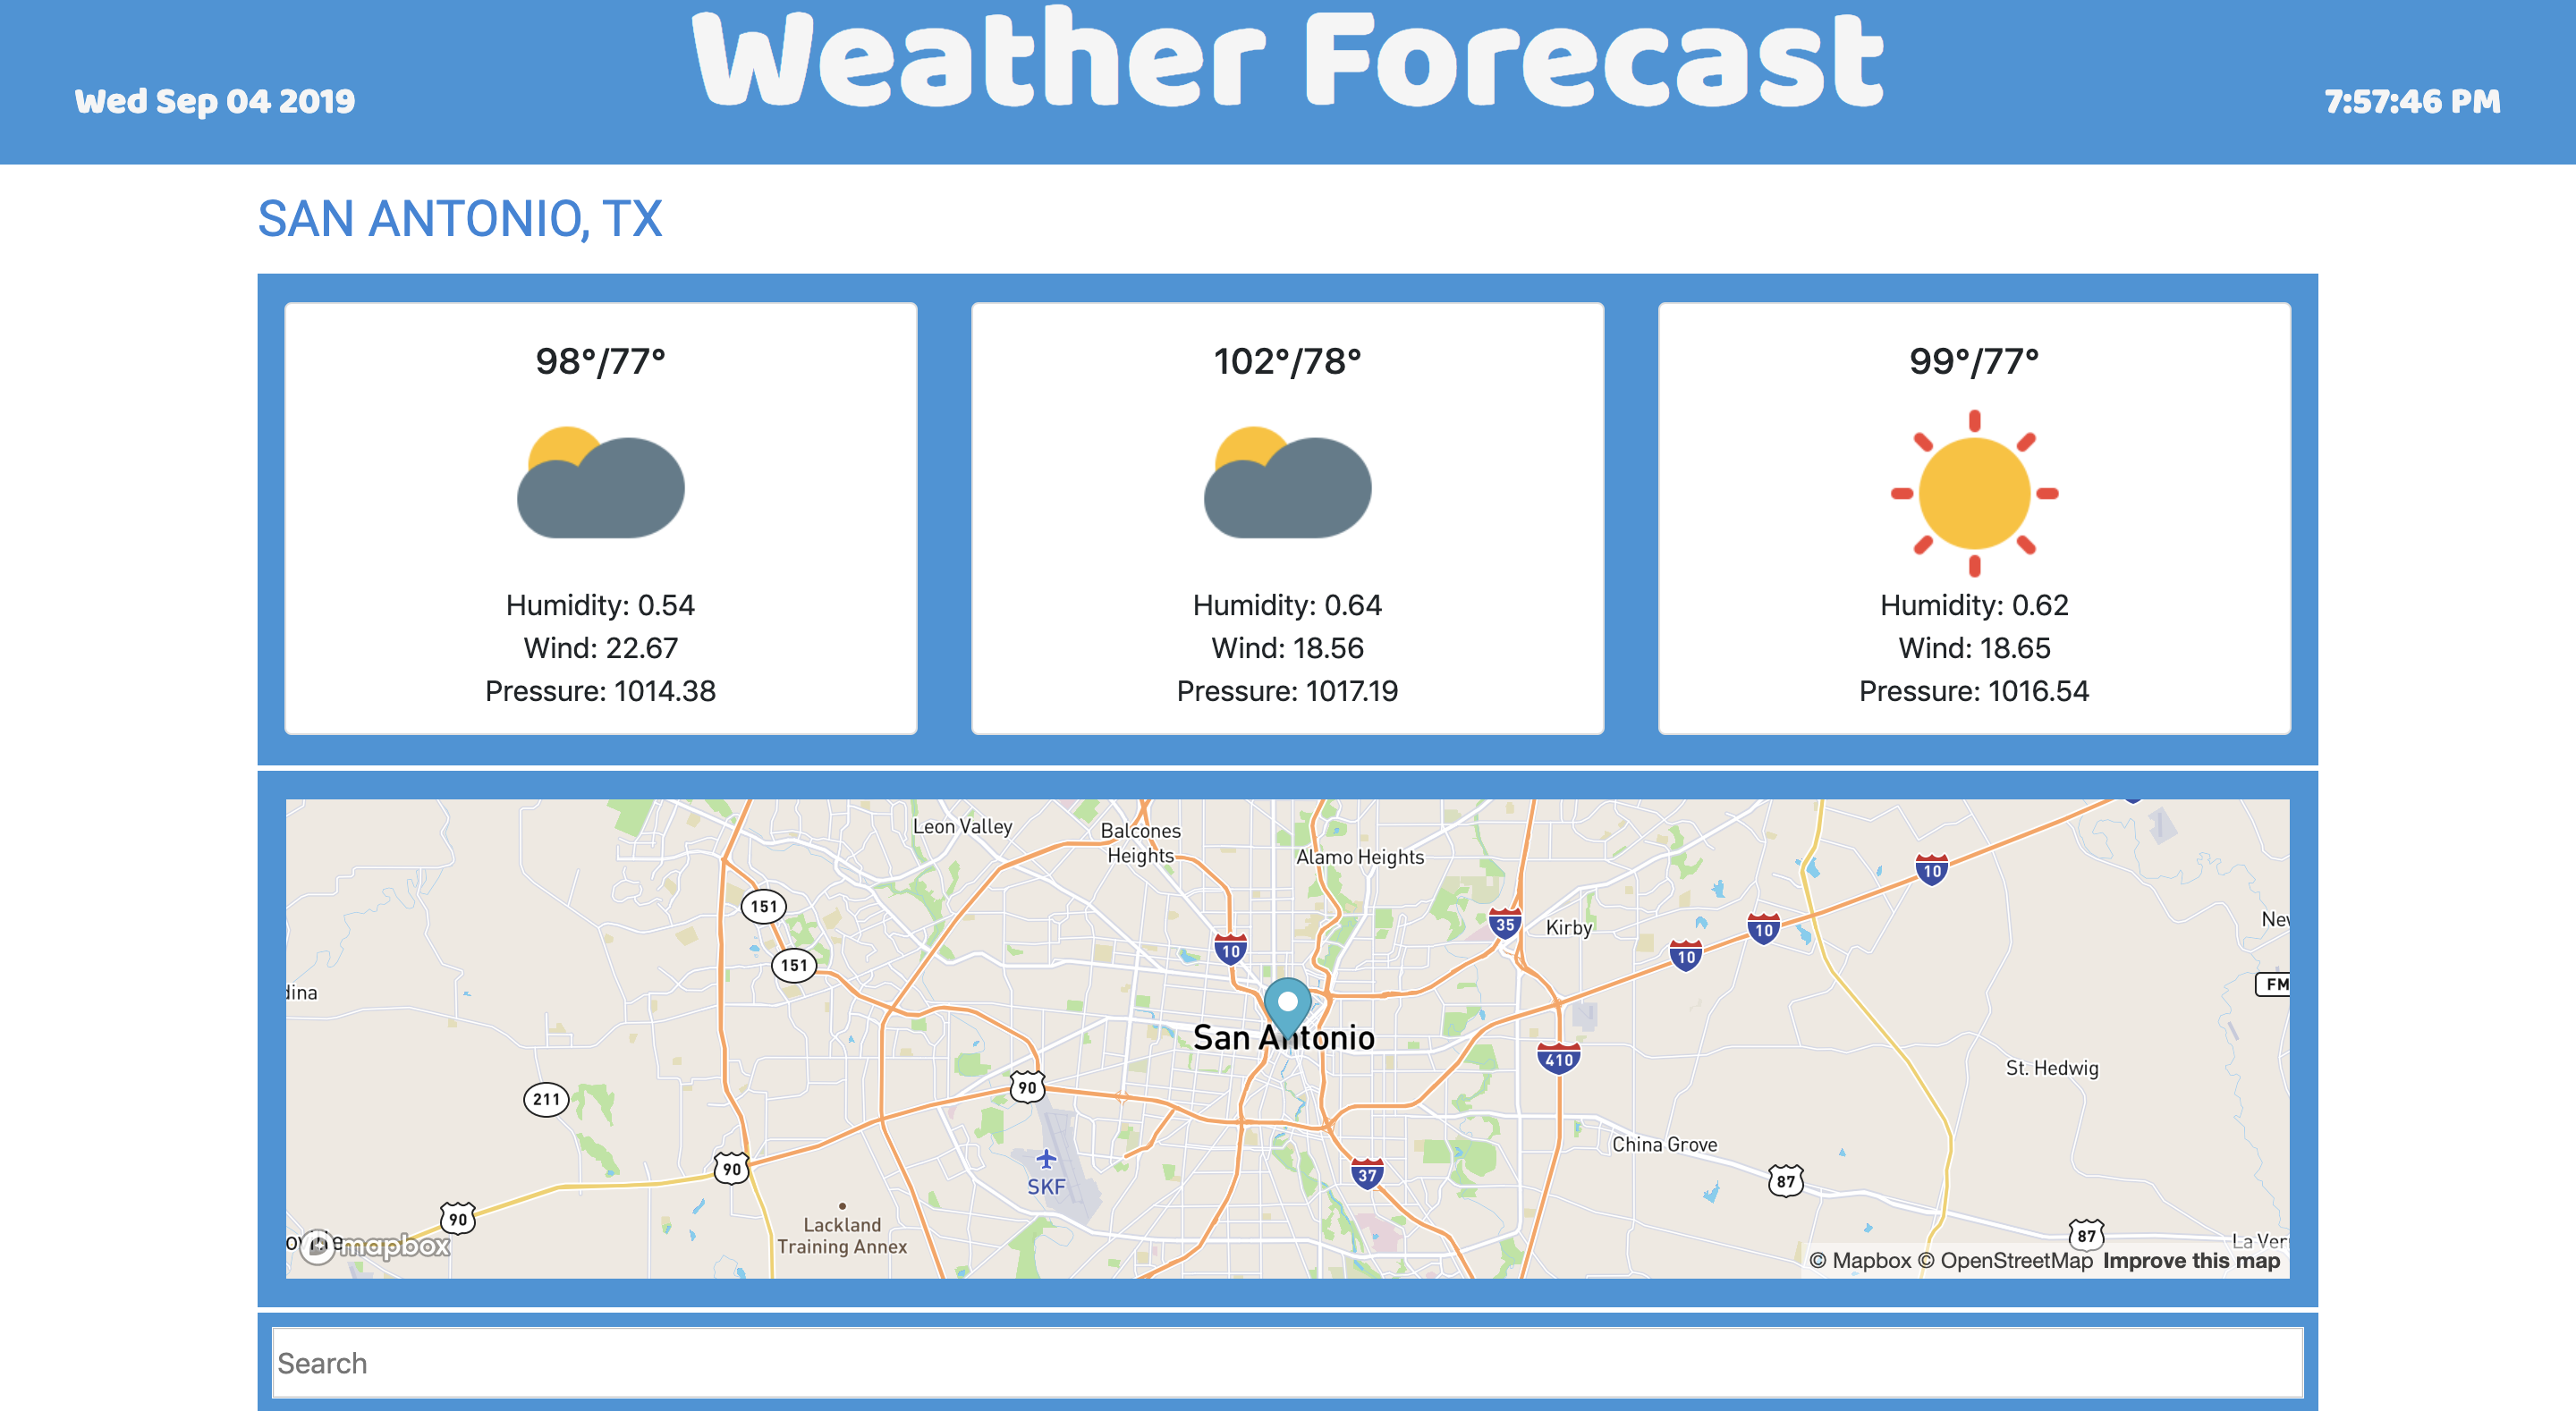 Weather Forecast
Wed Sep 04 2019
7:57:46 PM
SAN ANTONIO, TX
98°/77°
Humidity: 0.54
Wind: 22.67
Pressure: 1014.38
102°/78°
Humidity: 0.64
Wind: 18.56
Pressure: 1017.19
99°/77°
Humidity: 0.62
Wind: 18.65
Pressure: 1016.54
Leon Valley
Balcones
Heights
Alamo Heights
10
151
35
Kirby
10
New
10
10
151
dina
FM
San Antonio
410
St. Hedwig
90
211
China Grove
90
SKF
37
87
90
Lackland
Training Annex
87
La Ver
mapbox
© Mapbox © OpenStreetMap Improve this map
Search